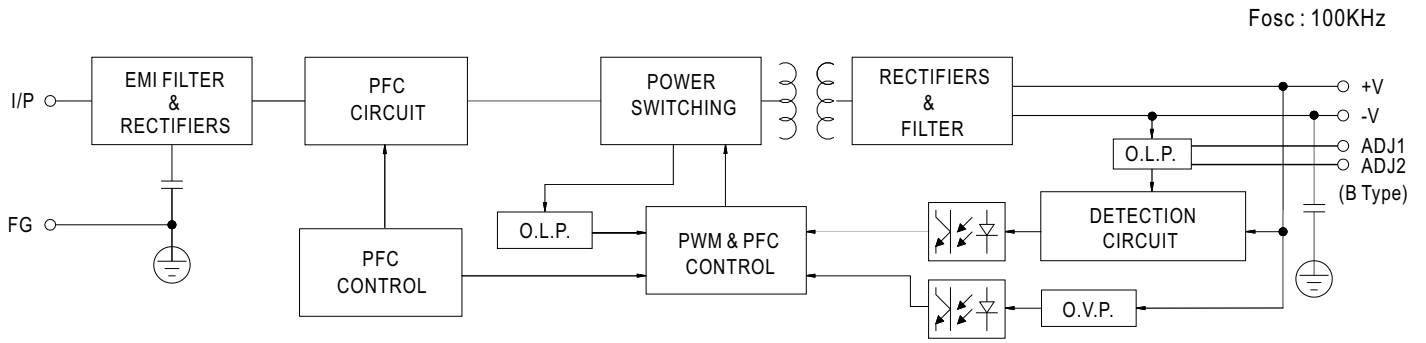 Fosc : 100KHz
I/P
EMI FILTER
&
RECTIFIERS
PFC
CIRCUIT
POWER
SWITCHING
RECTIFIERS
&
FILTER
+V
-V
ADJ1
ADJ2
(B Type)
O.L.P.
FG
O.L.P.
PFC
CONTROL
PWM & PFC
CONTROL
DETECTION
CIRCUIT
O.V.P.